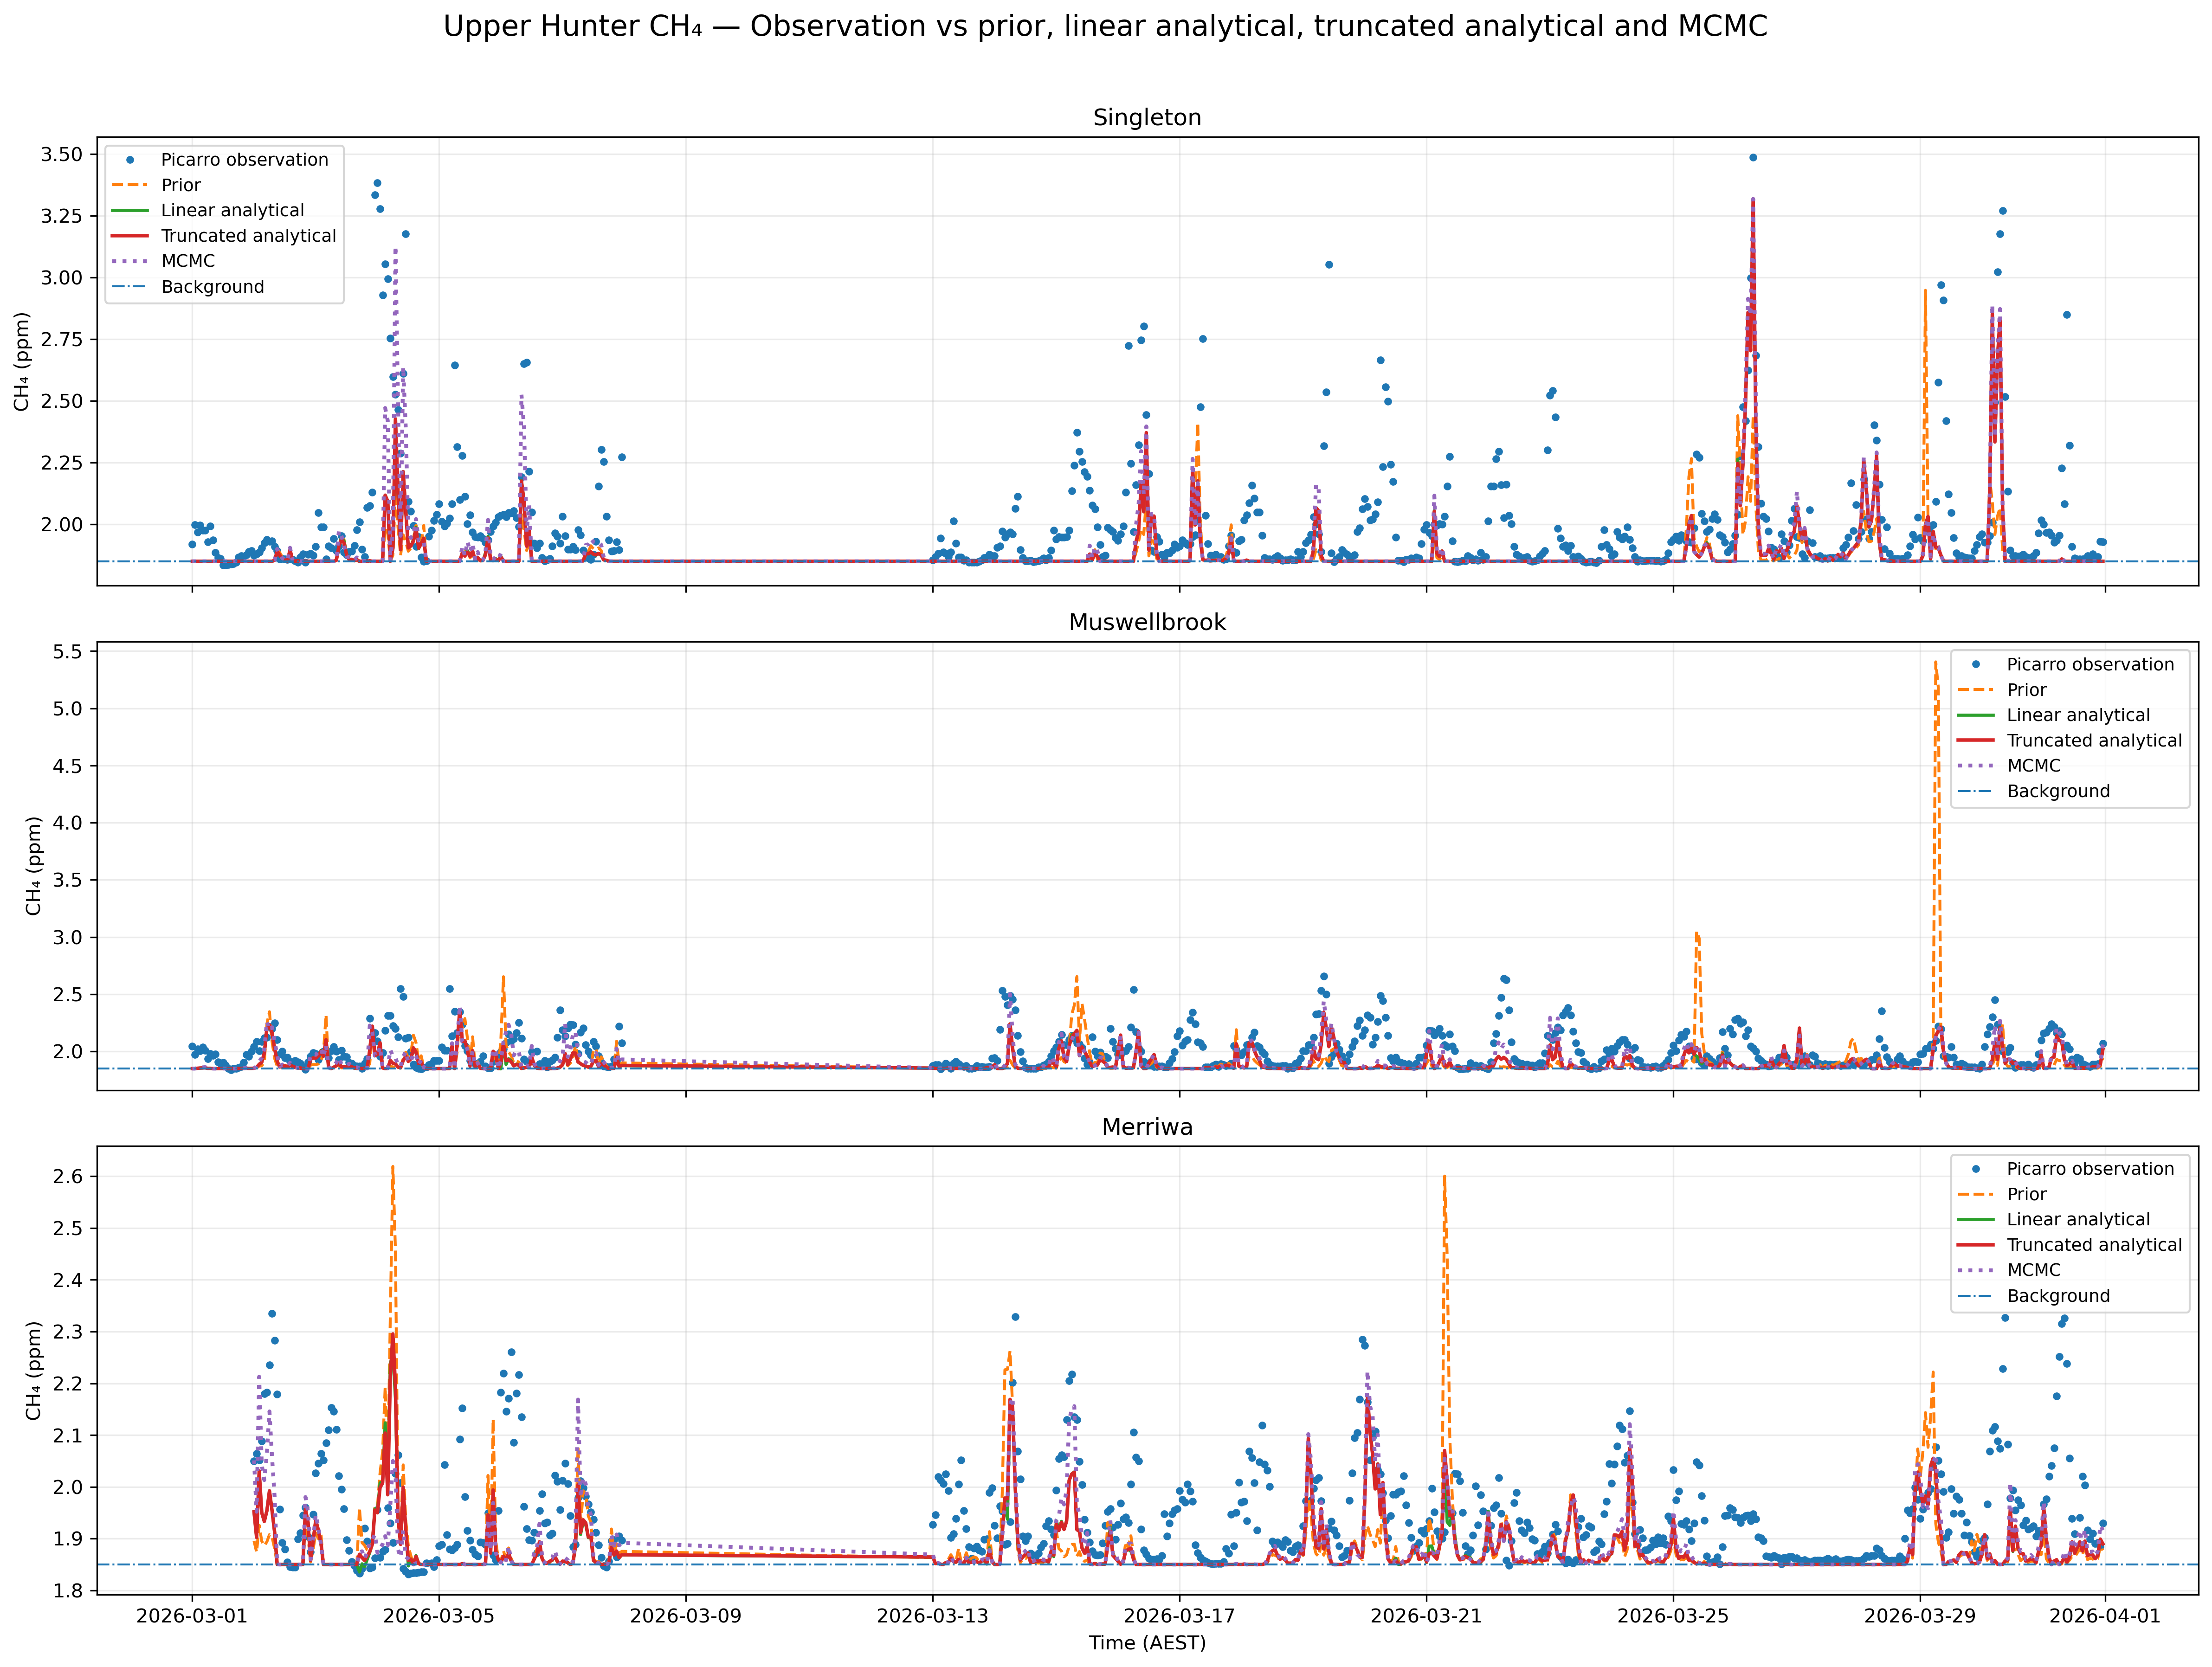 Upper Hunter CH₄ — Observation vs prior, linear analytical, truncated analytical and MCMC
Singleton
CH₄ (ppm)
3.50
3.25
3.00
2.75
2.50
2.25
2.00
Picarro observation
Prior
Linear analytical
Truncated analytical
MCMC
Background
Muswellbrook
CH₄ (ppm)
5.5
5.0
4.5
4.0
3.5
3.0
2.5
2.0
Picarro observation
Prior
Linear analytical
Truncated analytical
MCMC
Background
Merriwa
CH₄ (ppm)
2.6
2.5
2.4
2.3
2.2
2.1
2.0
1.9
1.8
Picarro observation
Prior
Linear analytical
Truncated analytical
MCMC
Background
2026-03-01 2026-03-05 2026-03-09 2026-03-13 2026-03-17 2026-03-21 2026-03-25 2026-03-29 2026-04-01
Time (AEST)